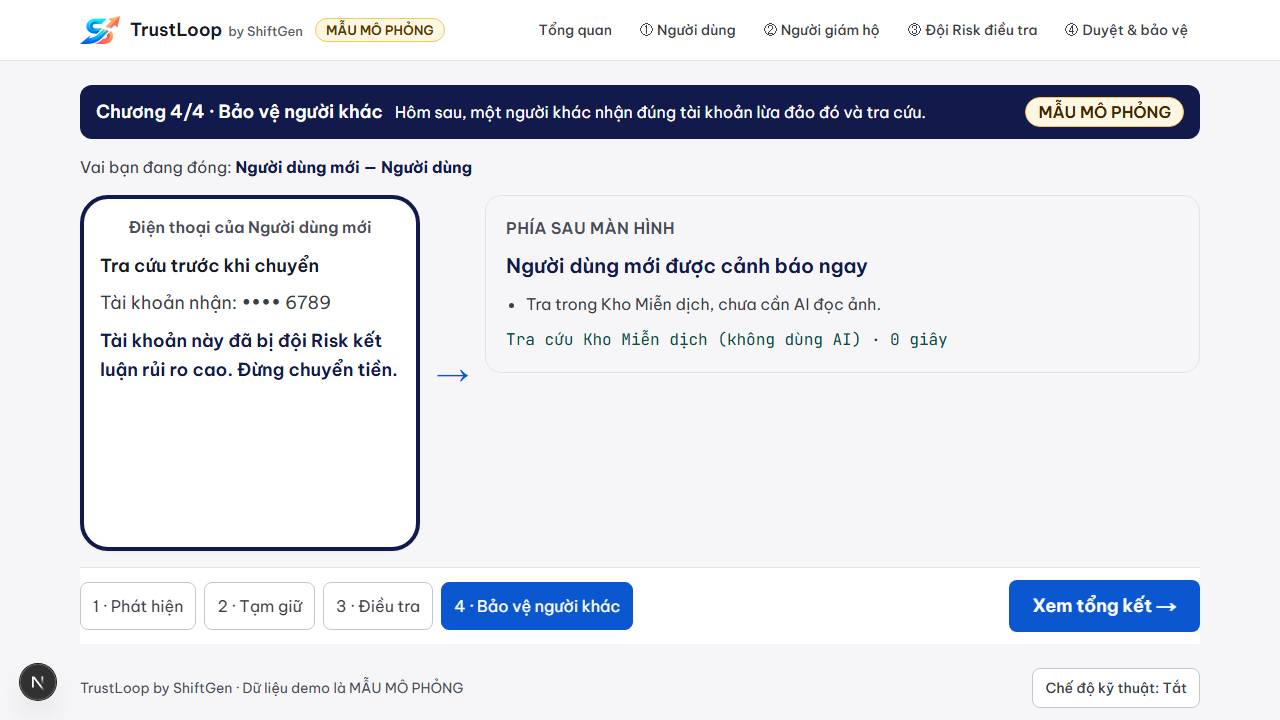 TrustLoop by ShiftGen MẪU MÔ PHỎNG Tổng quan ① Người dùng ② Người giám hộ ③ Đội Risk điều tra ④ Duyệt & bảo vệ
Chương 4/4 · Bảo vệ người khác Hôm sau, một người khác nhận đúng tài khoản lừa đảo đó và tra cứu. MẪU MÔ PHỎNG
Vai bạn đang đóng: Người dùng mới — Người dùng
Điện thoại của Người dùng mới
Tra cứu trước khi chuyển
Tài khoản nhận: •••• 6789
Tài khoản này đã bị đội Risk kết
luận rủi ro cao. Đừng chuyển tiền.
→
PHÍA SAU MÀN HÌNH
Người dùng mới được cảnh báo ngay
• Tra trong Kho Miễn dịch, chưa cần AI đọc ảnh.
Tra cứu Kho Miễn dịch (không dùng AI) · 0 giây
1 · Phát hiện 2 · Tạm giữ 3 · Điều tra 4 · Bảo vệ người khác Xem tổng kết →
N TrustLoop by ShiftGen · Dữ liệu demo là MẪU MÔ PHỎNG Chế độ kỹ thuật: Tắt